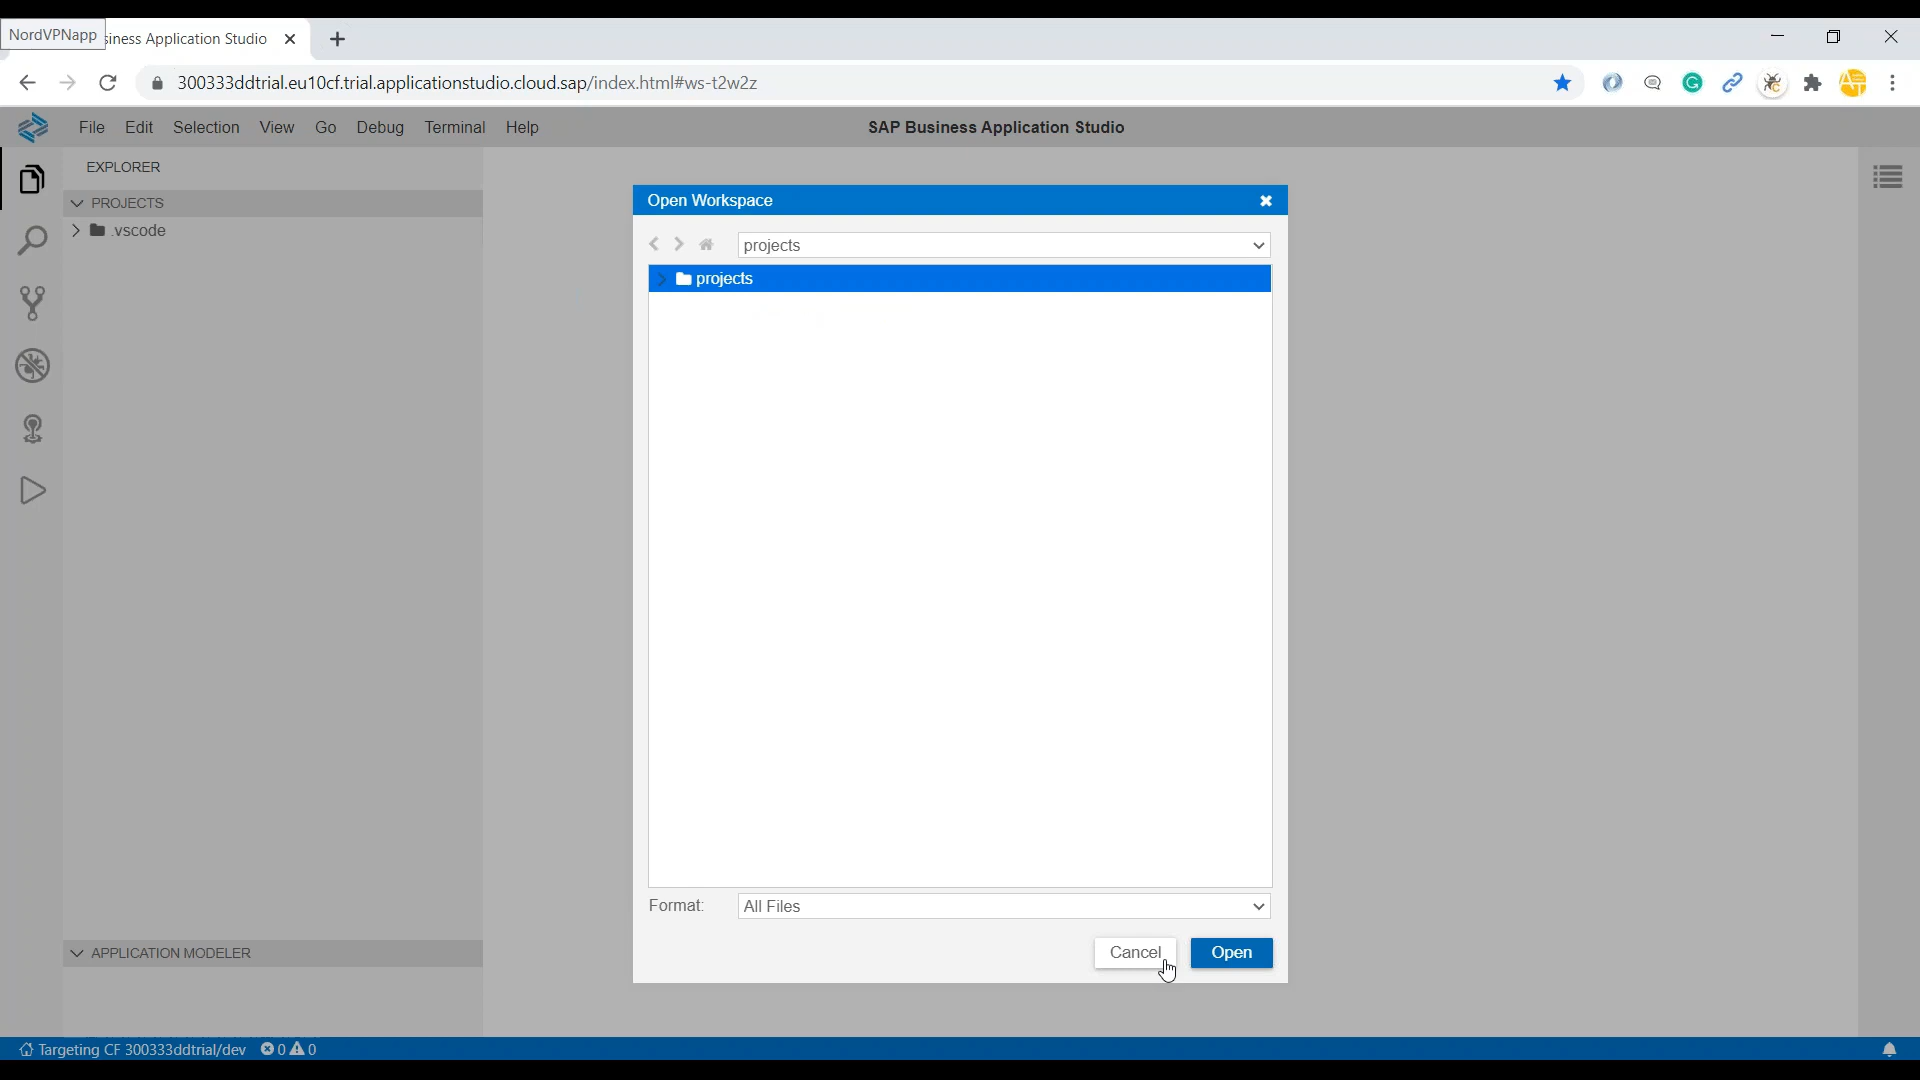 NordVPNapp
siness Application Studio
300333ddtrial.eu10cf.trial.applicationstudio.cloud.sap/index.html#ws-t2w2z
File Edit Selection View Go Debug Terminal Help
SAP Business Application Studio
EXPLORER
PROJECTS
.vscode
Open Workspace
projects
projects
Format: All Files
Cancel Open
APPLICATION MODELER
Targeting CF 300333ddtrial/dev 0 0